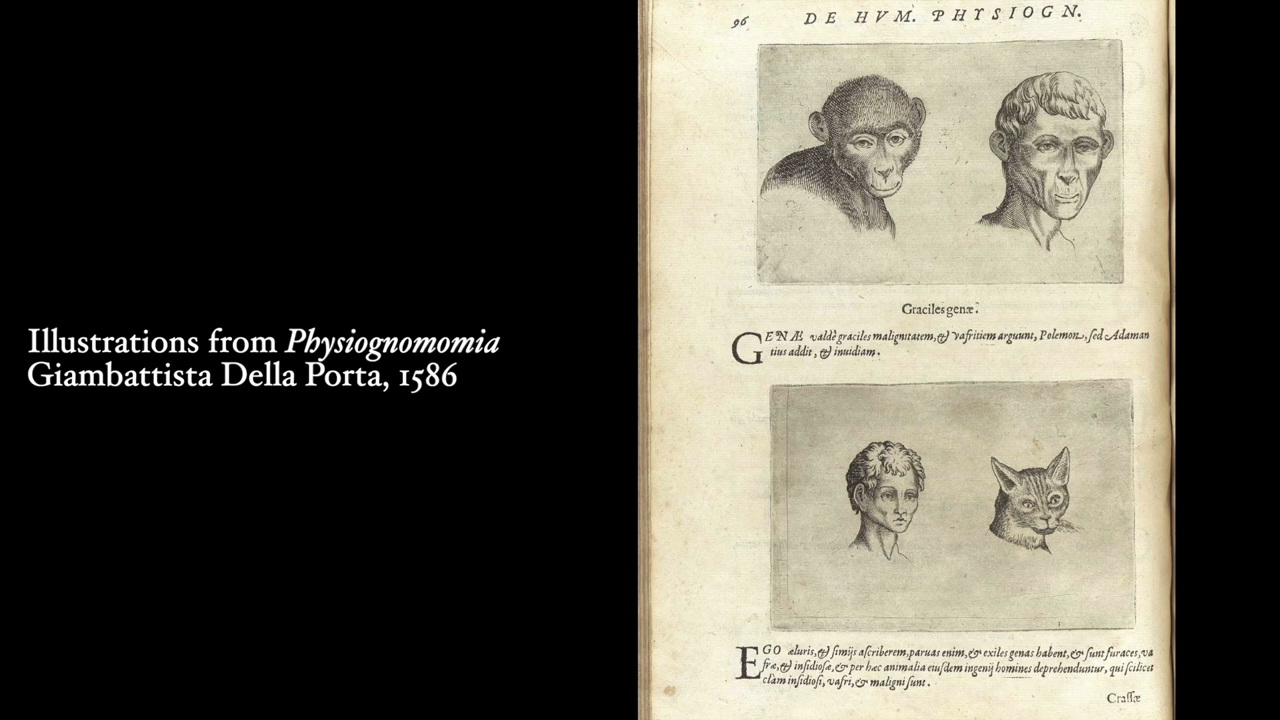 Illustrations from Physiognomomia
Giambattista Della Porta, 1586
96 DE HVM. PHYSIOGN.
Graciles genæ.
GENÆ valdè graciles malignitatem, & vafritiem arguunt, Polemon, sed Adaman
tius addit, & inuidiam.
EGO æluris, & simijs ascriberem, paruas enim, & exiles genas habent, & sunt furaces, va
fræ, & insidiosæ, & per hæc animalia eiusdem ingenij homines deprehenduntur, qui scilicet
clam insidiosi, vafri, & maligni sunt.
Crassæ